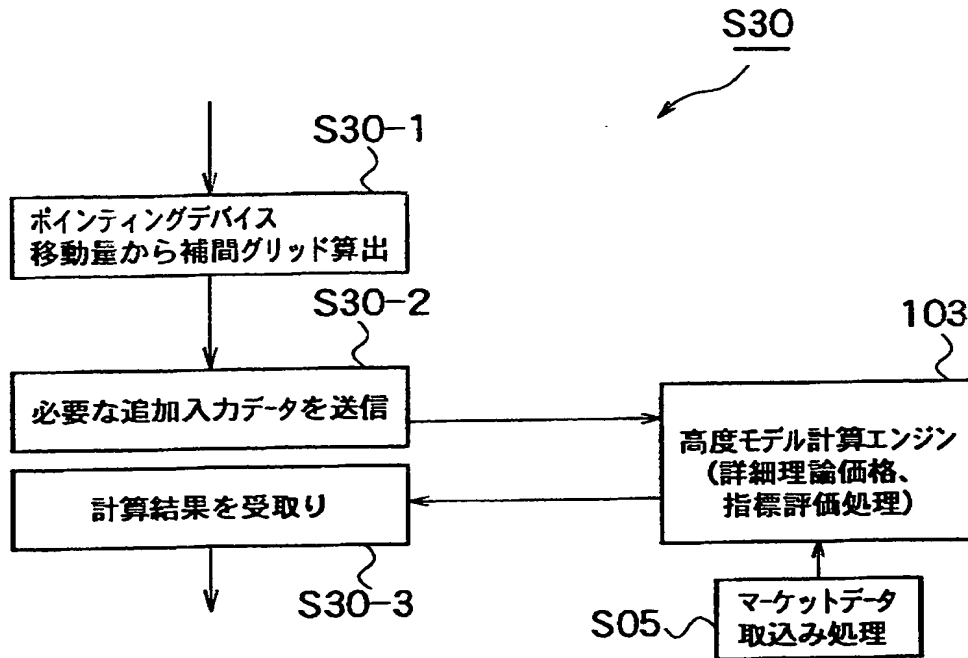 S30
S30-1
ポインティングデバイス
移動量から補間グリッド算出
S30-2
必要な追加入力データを送信
103
高度モデル計算エンジン
(詳細理論価格、
指標評価処理)
計算結果を受取り
S30-3
S05
マーケットデータ
取込み処理